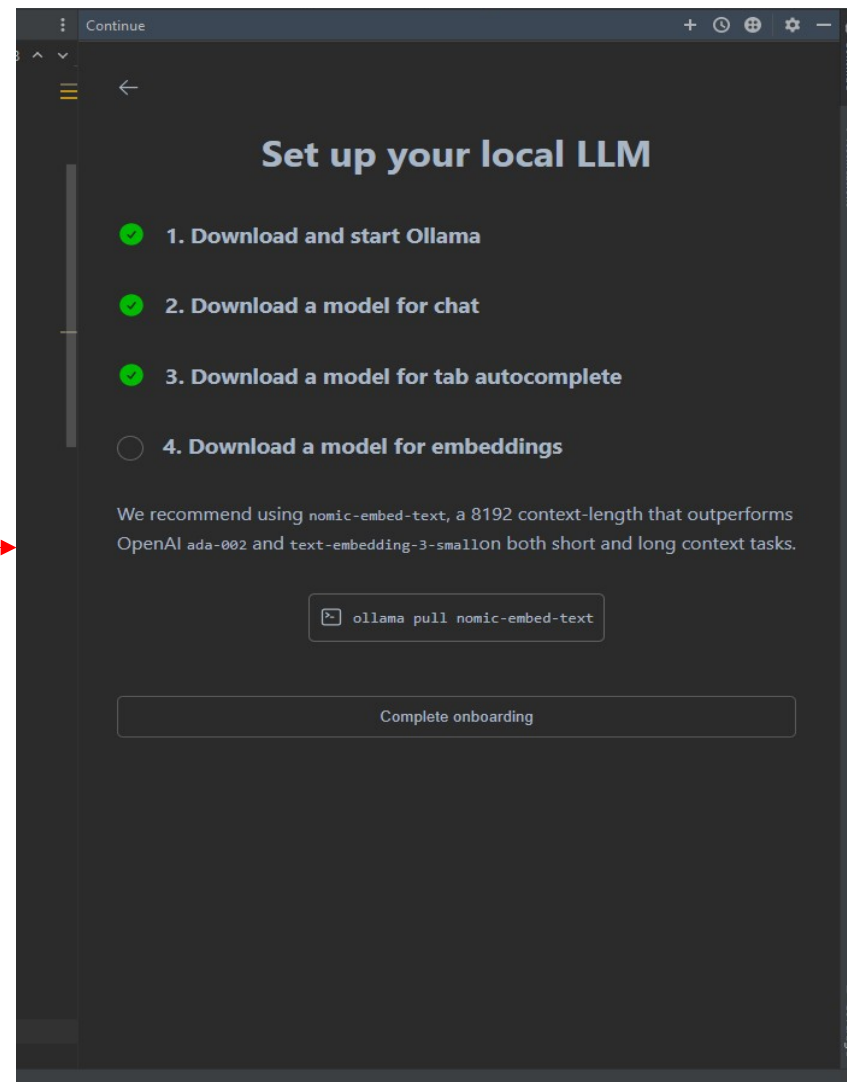 Continue
Set up your local LLM
1. Download and start Ollama
2. Download a model for chat
3. Download a model for tab autocomplete
4. Download a model for embeddings
We recommend using nomic-embed-text, a 8192 context-length that outperforms
OpenAI ada-002 and text-embedding-3-smallon both short and long context tasks.
ollama pull nomic-embed-text
Complete onboarding